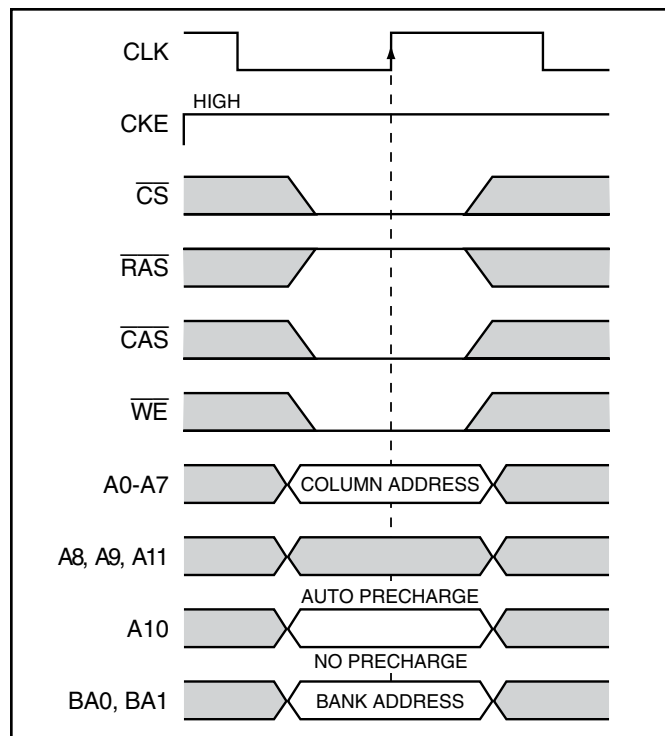 CLK
HIGH
CKE
CS
RAS
CAS
WE
A0-A7 COLUMN ADDRESS
A8, A9, A11
AUTO PRECHARGE
A10
NO PRECHARGE
BA0, BA1 BANK ADDRESS